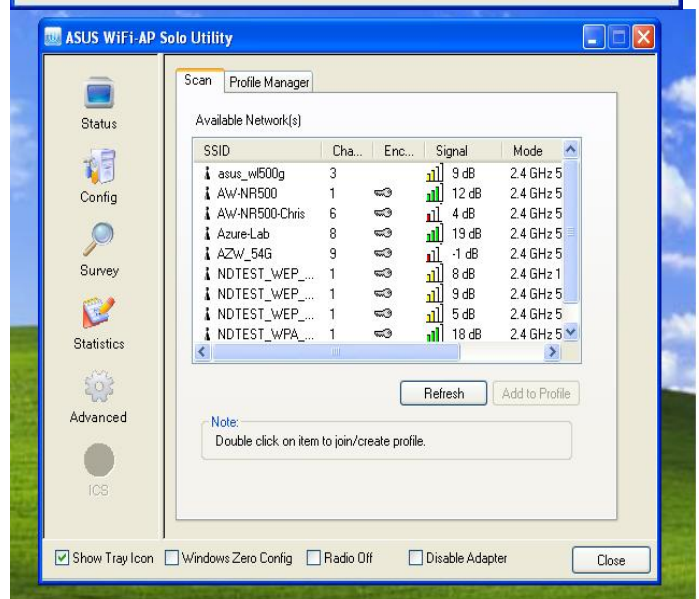 ASUS WiFi-AP Solo Utility
Status
Config
Survey
Statistics
Advanced
ICS
Scan Profile Manager
Available Network(s)
SSID Cha... Enc... Signal Mode
asus_wl500g 3 9 dB 2.4 GHz 5
AW-NR500 1 12 dB 2.4 GHz 5
AW-NR500-Chris 6 4 dB 2.4 GHz 5
Azure-Lab 8 19 dB 2.4 GHz 5
AZW_54G 9 -1 dB 2.4 GHz 5
NDTEST_WEP_... 1 8 dB 2.4 GHz 1
NDTEST_WEP_... 1 9 dB 2.4 GHz 5
NDTEST_WEP_... 1 5 dB 2.4 GHz 5
NDTEST_WPA_... 1 18 dB 2.4 GHz 5
Refresh Add to Profile
Note:
Double click on item to join/create profile.
Show Tray Icon Windows Zero Config Radio Off Disable Adapter Close